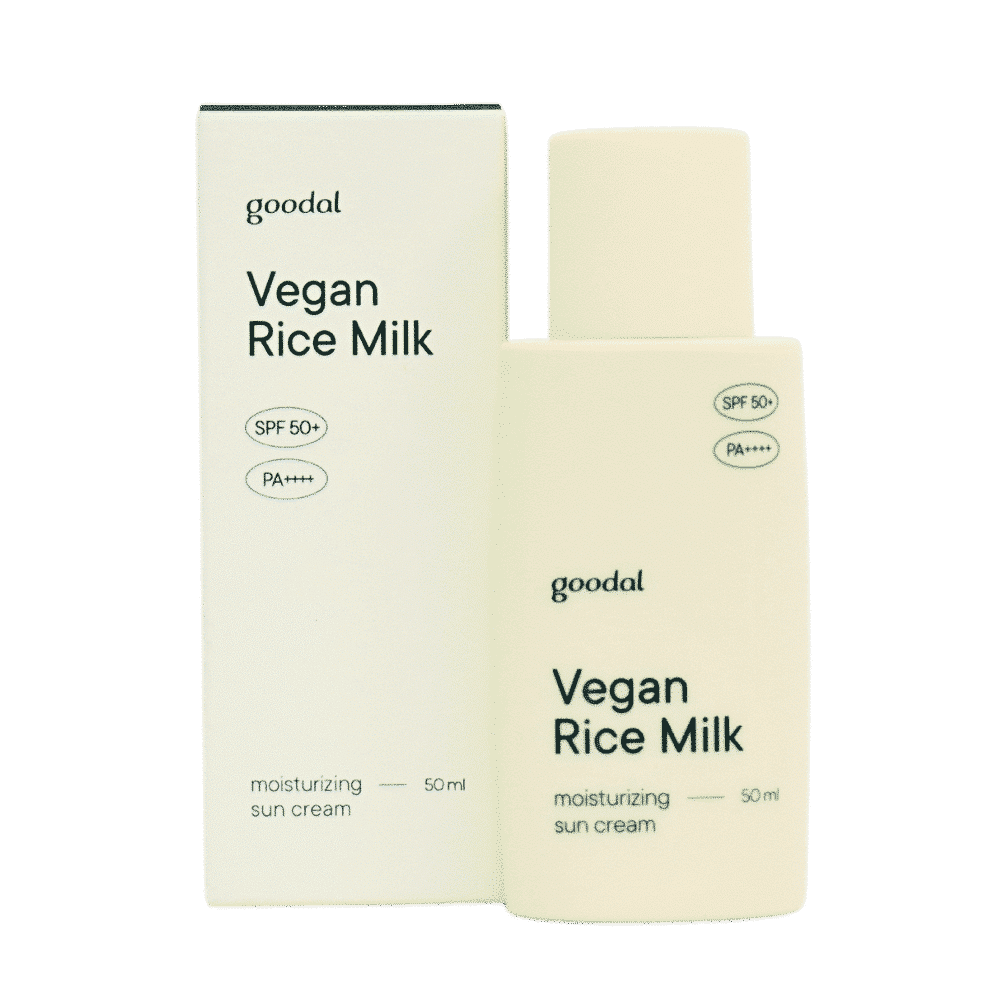 goodal
Vegan
Rice Milk
SPF 50+
PA++++
moisturizing — 50 ml
sun cream
SPF 50+
PA++++
goodal
Vegan
Rice Milk
moisturizing — 50 ml
sun cream